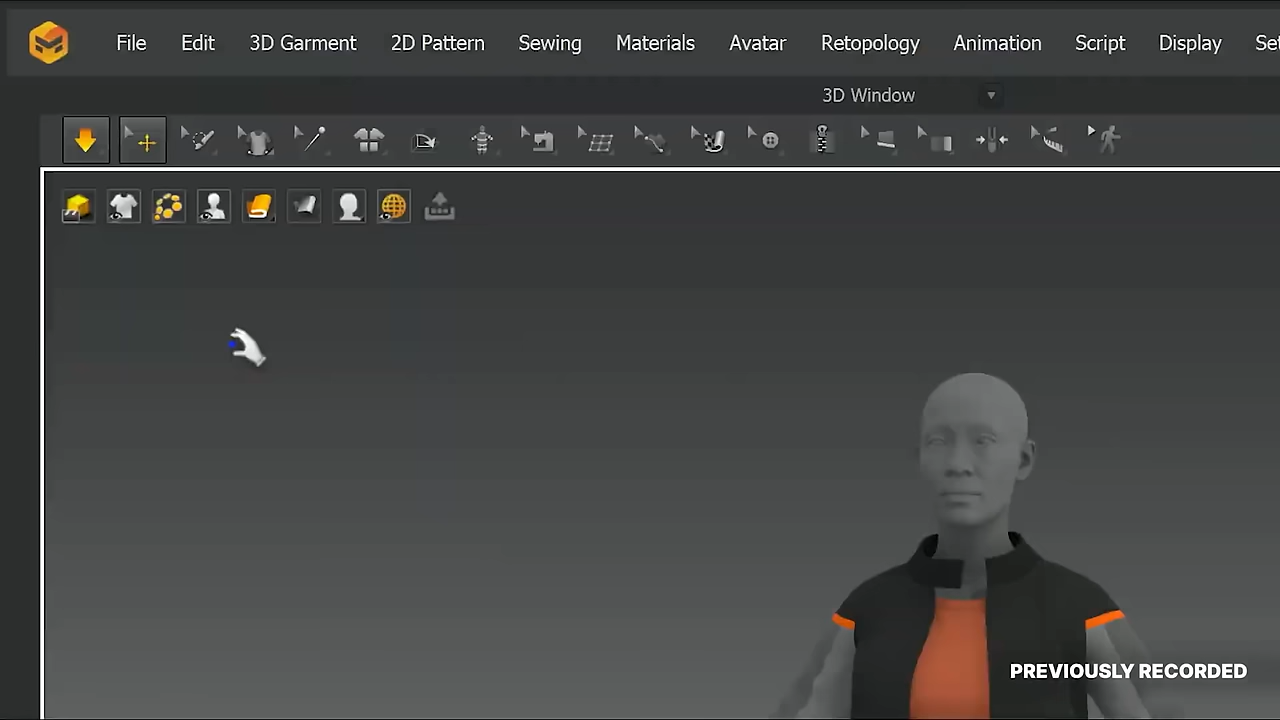 File Edit 3D Garment 2D Pattern Sewing Materials Avatar Retopology Animation Script Display
3D Window
PREVIOUSLY RECORDED